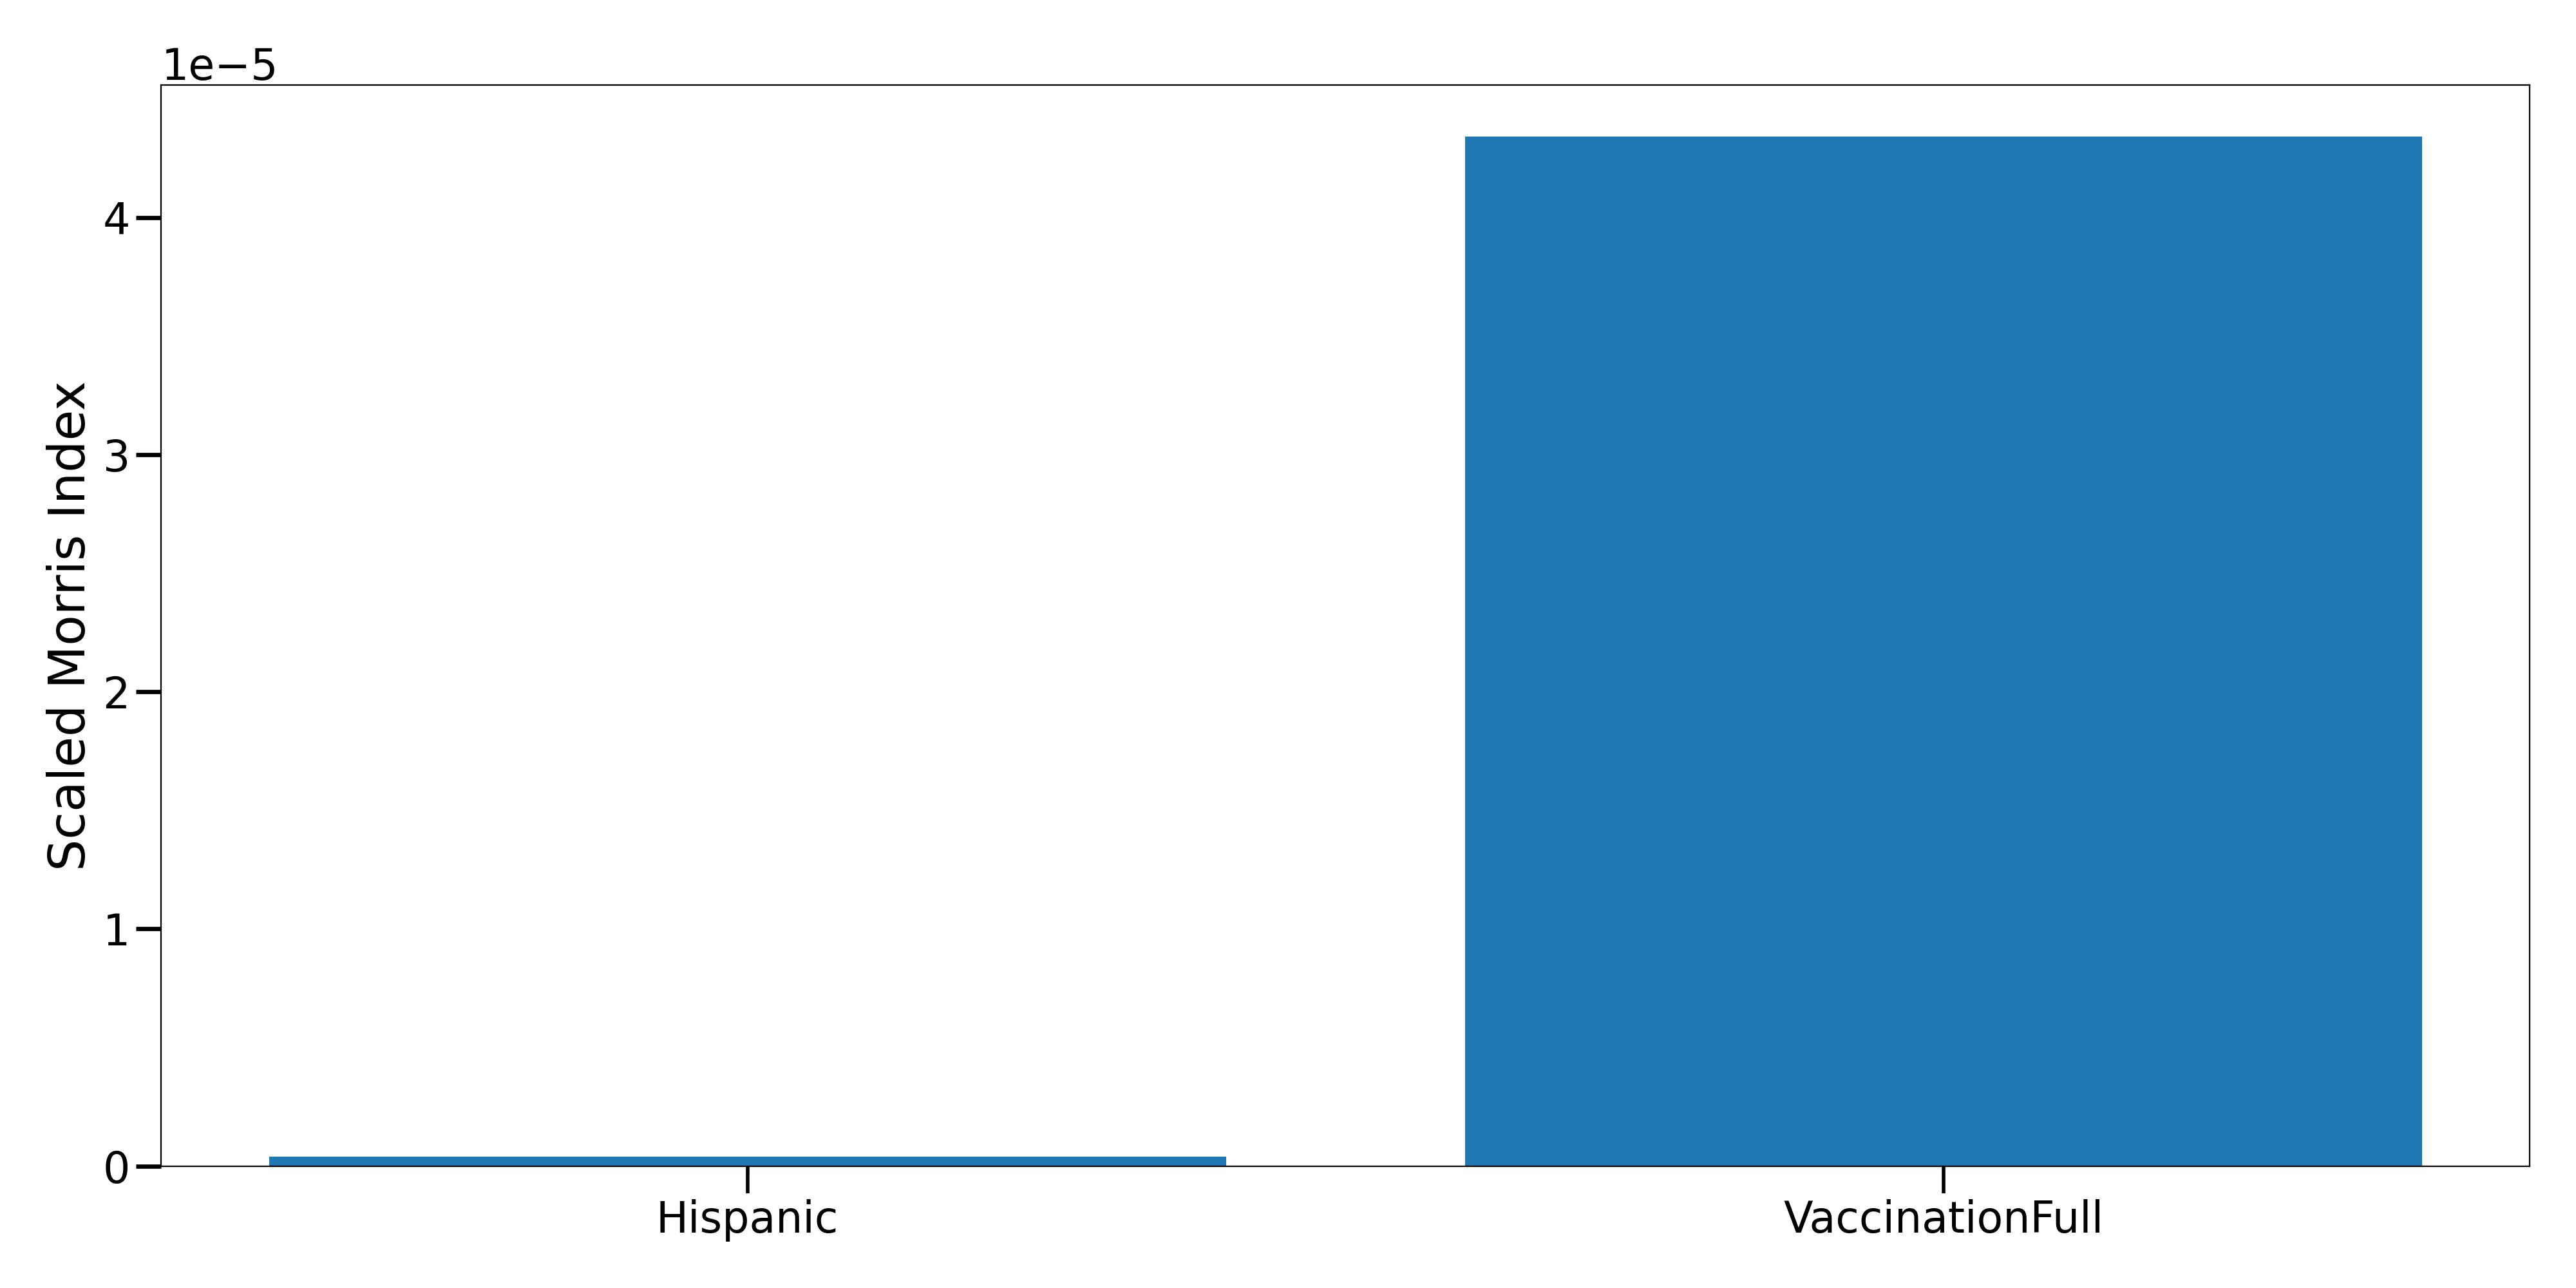 1e−5
4
3
2
1
0
Scaled Morris Index
Hispanic
VaccinationFull